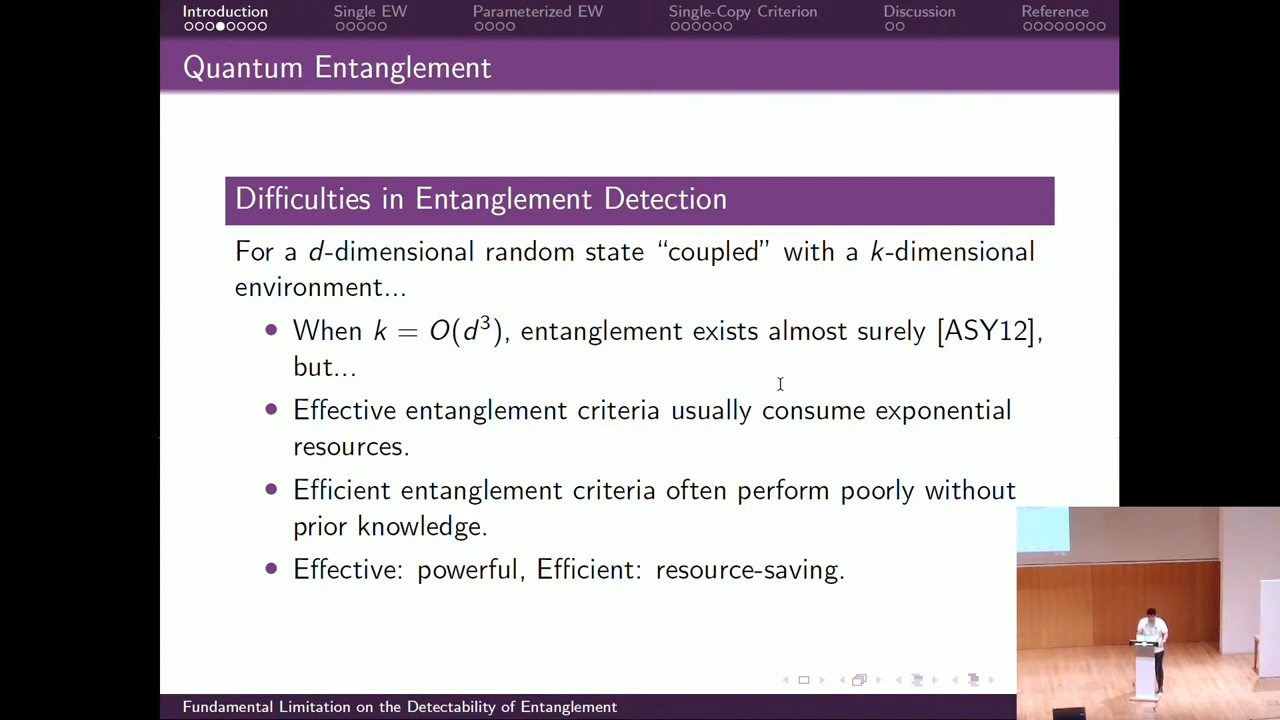 Introduction Single EW Parameterized EW Single-Copy Criterion Discussion Reference
Quantum Entanglement
Difficulties in Entanglement Detection
For a d-dimensional random state “coupled” with a k-dimensional
environment...
• When k = O(d³), entanglement exists almost surely [ASY12],
but...
• Effective entanglement criteria usually consume exponential
resources.
• Efficient entanglement criteria often perform poorly without
prior knowledge.
• Effective: powerful, Efficient: resource-saving.
Fundamental Limitation on the Detectability of Entanglement